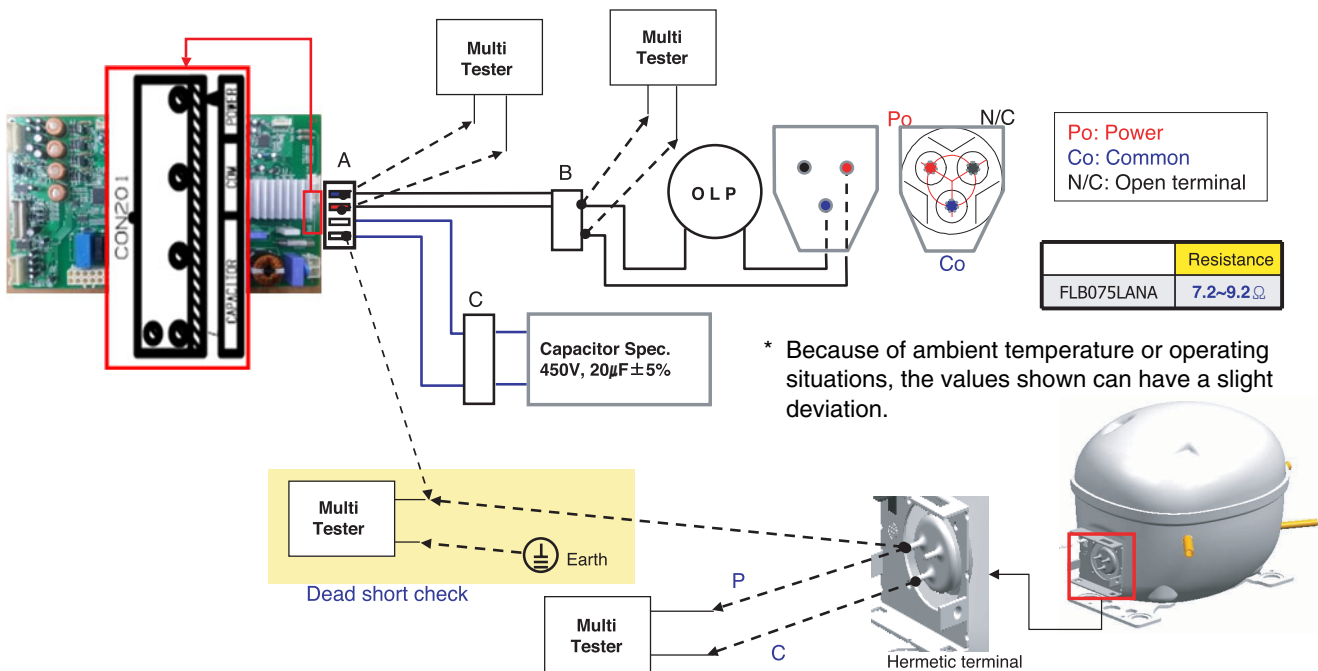 Multi
Tester
Multi
Tester
CON201
POWER
COM
CAPACITOR
A
B
OLP
Po
N/C
Co
Po: Power
Co: Common
N/C: Open terminal
Resistance
FLB075LANA
7.2~9.2Ω
C
Capacitor Spec.
450V, 20μF±5%
* Because of ambient temperature or operating
situations, the values shown can have a slight
deviation.
Multi
Tester
Earth
Dead short check
P
Multi
Tester
C
Hermetic terminal